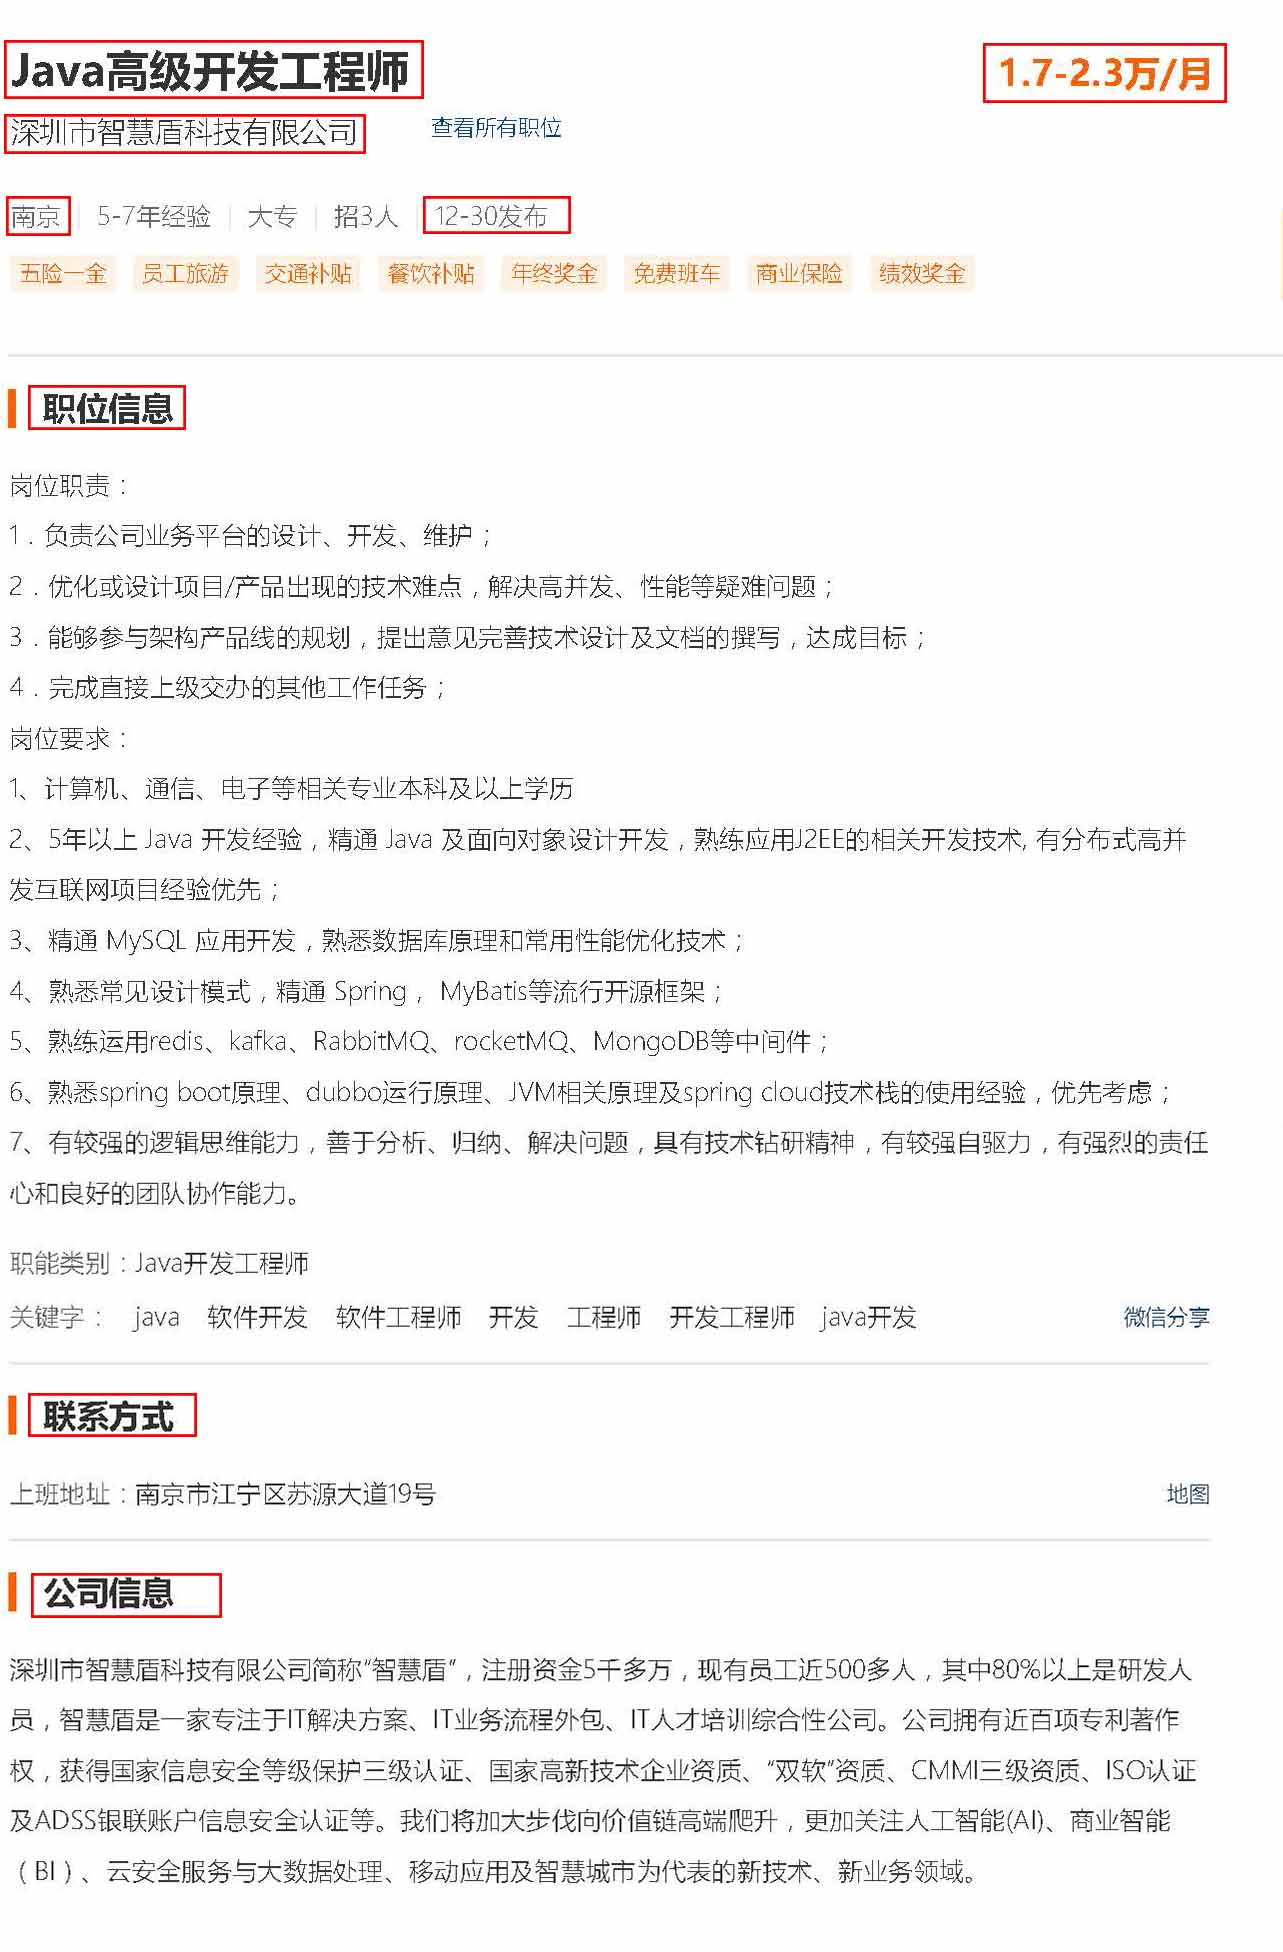 Java高级开发工程师 1.7-2.3万/月
深圳市智慧盾科技有限公司 查看所有职位
南京 | 5-7年经验 | 大专 | 招3人 | 12-30发布
五险一金 员工旅游 交通补贴 餐饮补贴 年终奖金 免费班车 商业保险 绩效奖金
职位信息
岗位职责：
1．负责公司业务平台的设计、开发、维护；
2．优化或设计项目/产品出现的技术难点，解决高并发、性能等疑难问题；
3．能够参与架构产品线的规划，提出意见完善技术设计及文档的撰写，达成目标；
4．完成直接上级交办的其他工作任务；
岗位要求：
1、计算机、通信、电子等相关专业本科及以上学历
2、5年以上 Java 开发经验，精通 Java 及面向对象设计开发，熟练应用J2EE的相关开发技术, 有分布式高并
发互联网项目经验优先；
3、精通 MySQL 应用开发，熟悉数据库原理和常用性能优化技术；
4、熟悉常见设计模式，精通 Spring， MyBatis等流行开源框架；
5、熟练运用redis、kafka、RabbitMQ、rocketMQ、MongoDB等中间件；
6、熟悉spring boot原理、dubbo运行原理、JVM相关原理及spring cloud技术栈的使用经验，优先考虑；
7、有较强的逻辑思维能力，善于分析、归纳、解决问题，具有技术钻研精神，有较强自驱力，有强烈的责任
心和良好的团队协作能力。
职能类别：Java开发工程师
关键字： java 软件开发 软件工程师 开发 工程师 开发工程师 java开发 微信分享
联系方式
上班地址：南京市江宁区苏源大道19号 地图
公司信息
深圳市智慧盾科技有限公司简称“智慧盾”，注册资金5千多万，现有员工近500多人，其中80%以上是研发人
员，智慧盾是一家专注于IT解决方案、IT业务流程外包、IT人才培训综合性公司。公司拥有近百项专利著作
权，获得国家信息安全等级保护三级认证、国家高新技术企业资质、“双软”资质、CMMI三级资质、ISO认证
及ADSS银联账户信息安全认证等。我们将加大步伐向价值链高端爬升，更加关注人工智能(AI)、商业智能
（BI）、云安全服务与大数据处理、移动应用及智慧城市为代表的新技术、新业务领域。